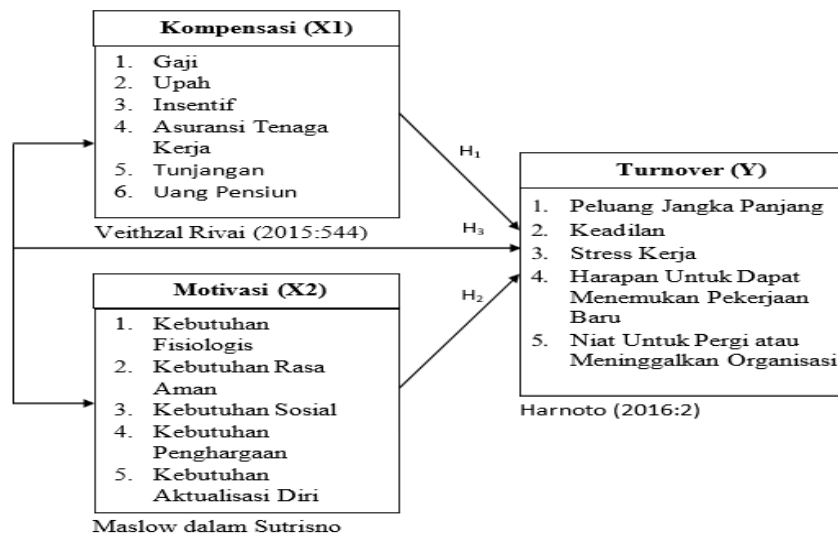 Kompensasi (X1)
1. Gaji
2. Upah
3. Insentif
4. Asuransi Tenaga
Kerja
5. Tunjangan
6. Uang Pensiun
Veithzal Rivai (2015:544)
H₁
H₃
H₂
Motivasi (X2)
1. Kebutuhan
Fisiologis
2. Kebutuhan Rasa
Aman
3. Kebutuhan Sosial
4. Kebutuhan
Penghargaan
5. Kebutuhan
Aktualisasi Diri
Maslow dalam Sutrisno
Turnover (Y)
1. Peluang Jangka Panjang
2. Keadilan
3. Stress Kerja
4. Harapan Untuk Dapat
Menemukan Pekerjaan
Baru
5. Niat Untuk Pergi atau
Meninggalkan Organisasi
Harnoto (2016:2)